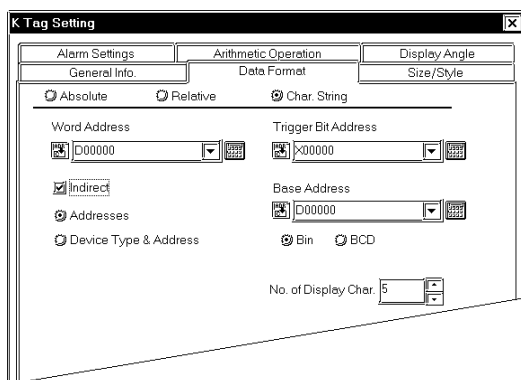 K Tag Setting
Alarm Settings Arithmetic Operation Display Angle
General Info. Data Format Size/Style
Absolute Relative Char. String
Word Address Trigger Bit Address
D00000 X00000
Indirect Base Address
Addresses D00000
Device Type & Address Bin BCD
No. of Display Char. 5